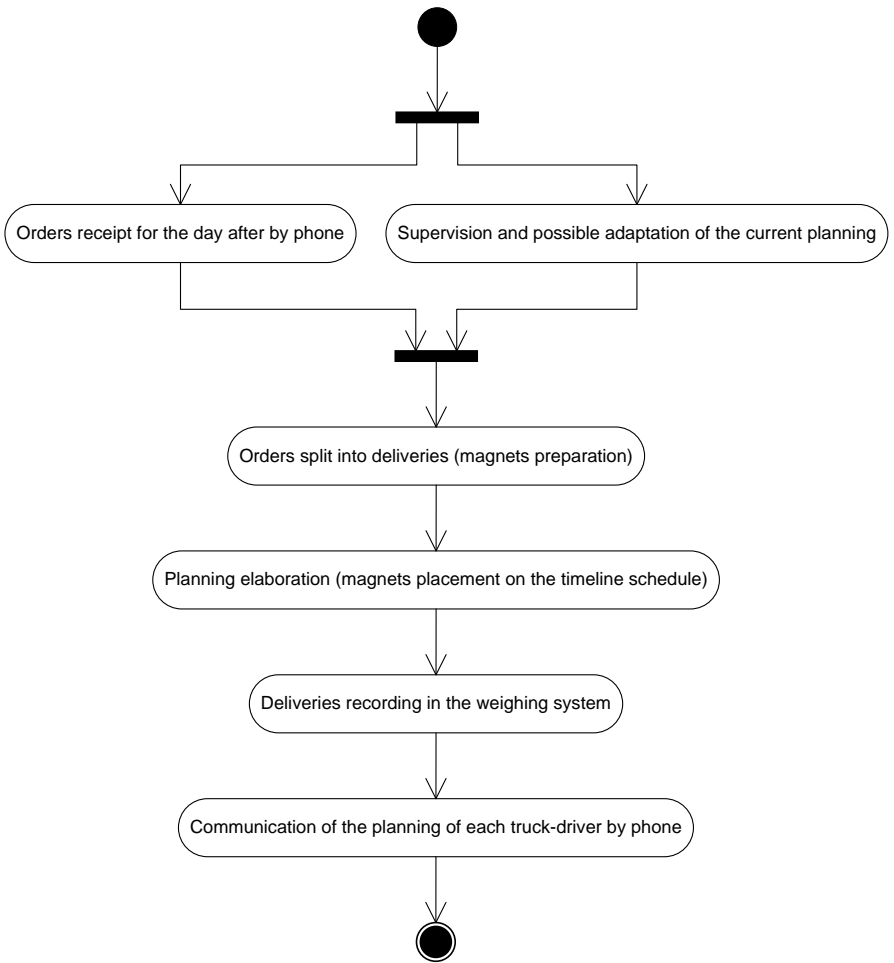 Orders receipt for the day after by phone
Supervision and possible adaptation of the current planning
Orders split into deliveries (magnets preparation)
Planning elaboration (magnets placement on the timeline schedule)
Deliveries recording in the weighing system
Communication of the planning of each truck-driver by phone